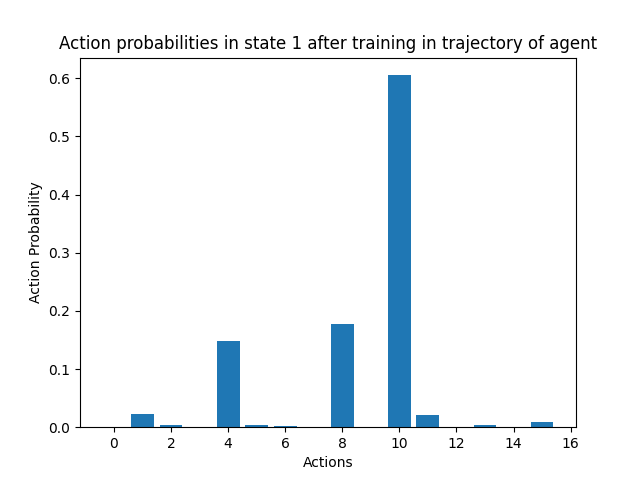 Action probabilities in state 1 after training in trajectory of agent
0.6
0.5
0.4
0.3
0.2
0.1
0.0
Action Probability
0 2 4 6 8 10 12 14 16
Actions